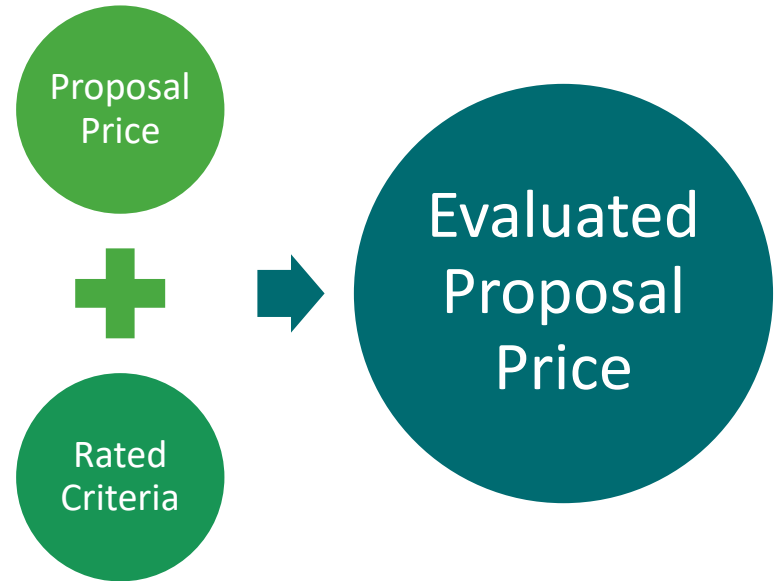 Proposal
Price
Rated
Criteria
Evaluated
Proposal
Price